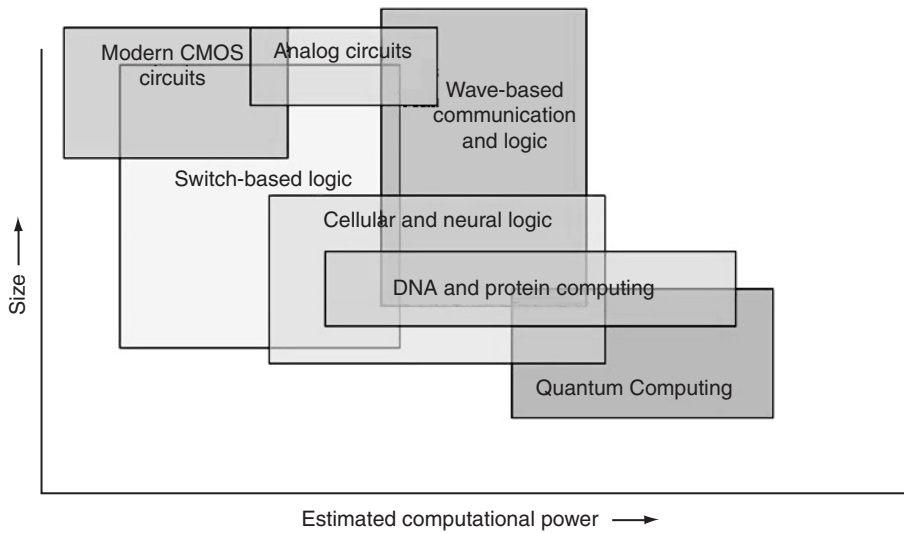 Modern CMOS
circuits
Analog circuits
Wave-based
communication
and logic
Switch-based logic
Cellular and neural logic
DNA and protein computing
Quantum Computing
Size
Estimated computational power